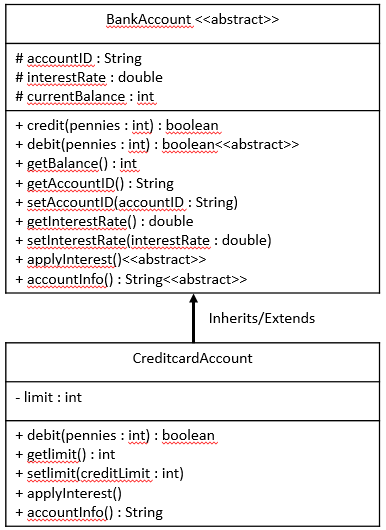 BankAccount <<abstract>>
# accountID : String
# interestRate : double
# currentBalance : int
+ credit(pennies : int) : boolean
+ debit(pennies : int) : boolean<<abstract>>
+ getBalance() : int
+ getAccountID() : String
+ setAccountID(accountID : String)
+ getInterestRate() : double
+ setInterestRate(interestRate : double)
+ applyInterest()<<abstract>>
+ accountInfo() : String<<abstract>>
Inherits/Extends
CreditcardAccount
- limit : int
+ debit(pennies : int) : boolean
+ getlimit() : int
+ setlimit(creditLimit : int)
+ applyInterest()
+ accountInfo() : String